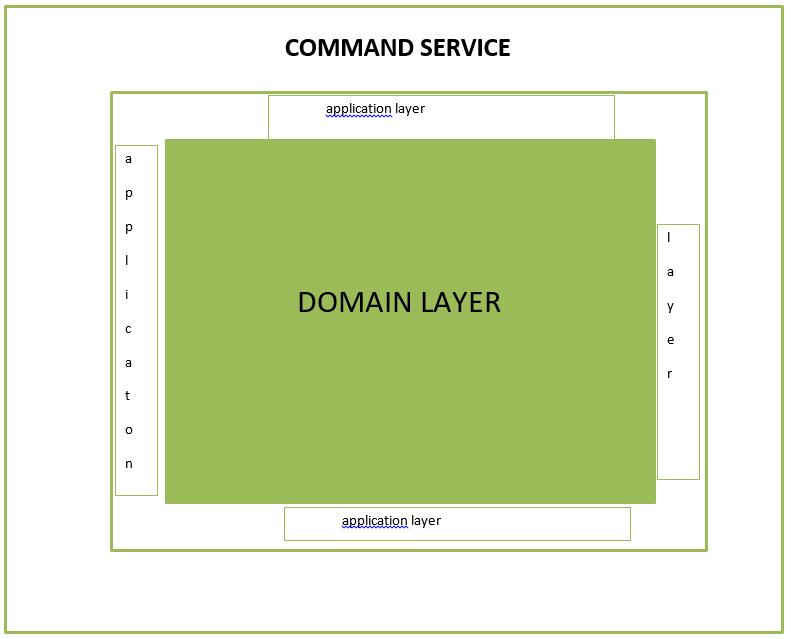 COMMAND SERVICE
application layer
a
p
p
l
i
c
a
t
o
n
DOMAIN LAYER
l
a
y
e
r
application layer